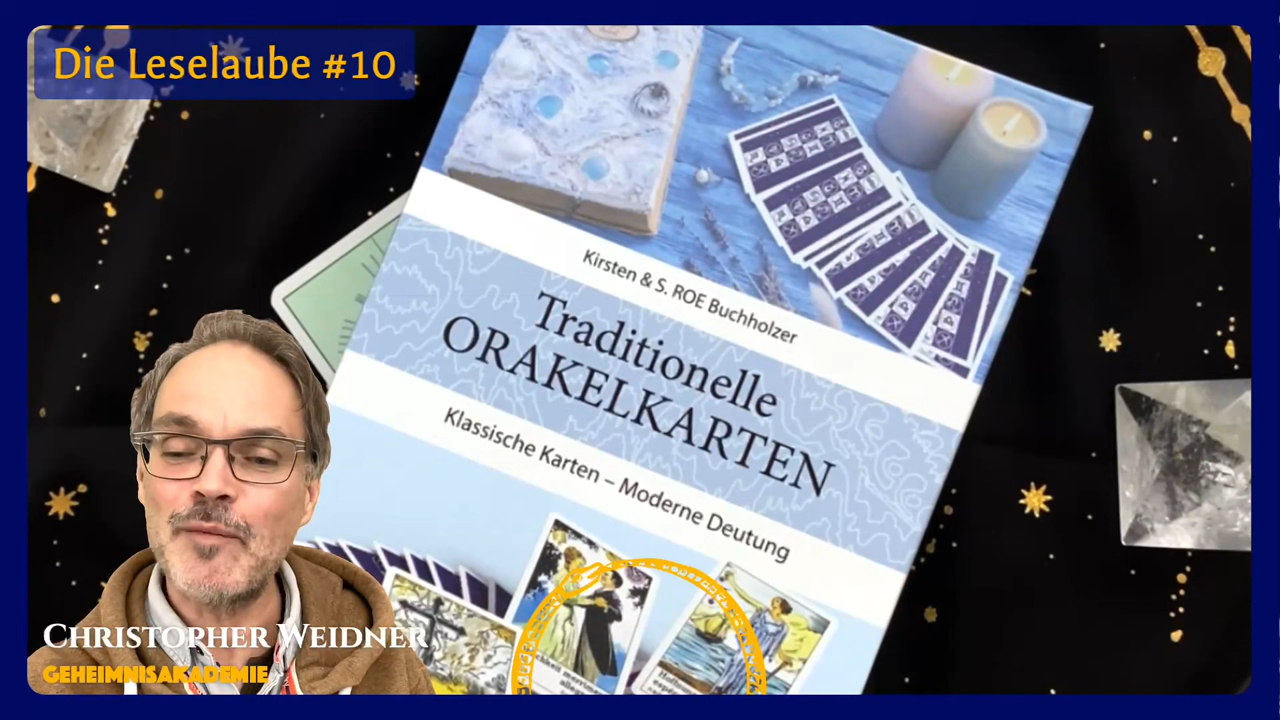 Die Leselaube #10
Kirsten & S. ROE Buchholzer
Traditionelle
ORAKELKARTEN
Klassische Karten – Moderne Deutung
Christopher Weidner
GEHEIMNISAKADEMIE